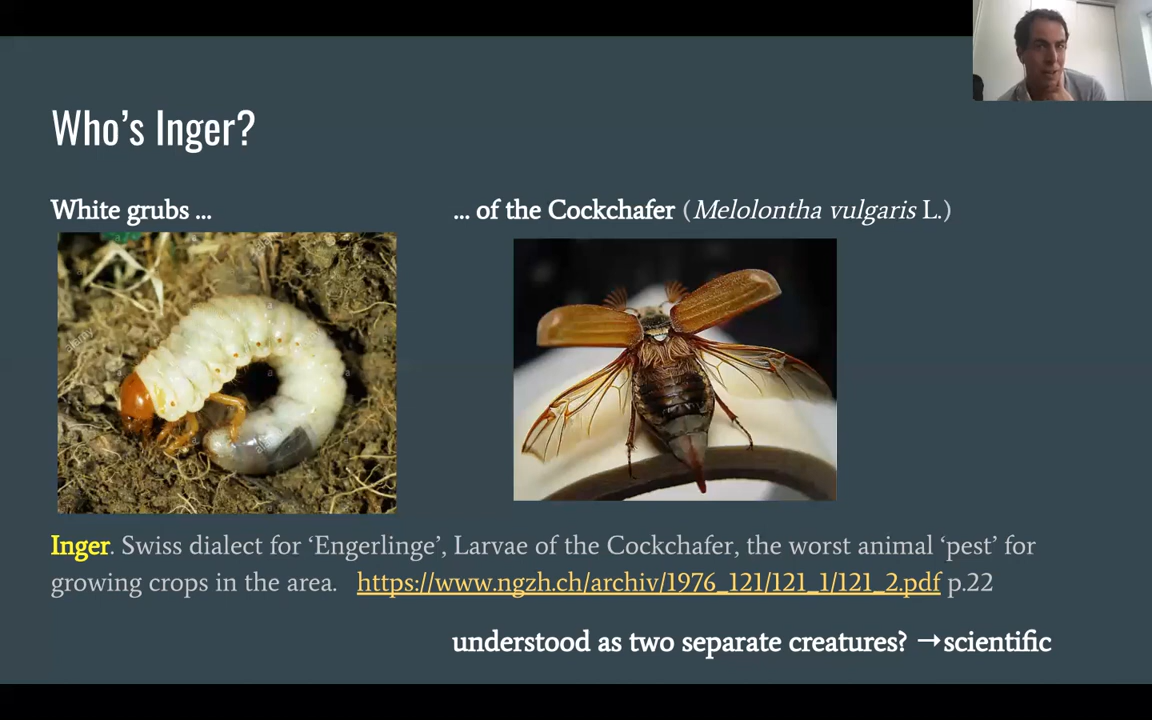 Who's Inger?
White grubs ...
... of the Cockchafer (Melolontha vulgaris L.)
alamy
Inger. Swiss dialect for ‘Engerlinge’, Larvae of the Cockchafer, the worst animal ‘pest’ for
growing crops in the area. https://www.ngzh.ch/archiv/1976_121/121_1/121_2.pdf p.22
understood as two separate creatures? →scientific